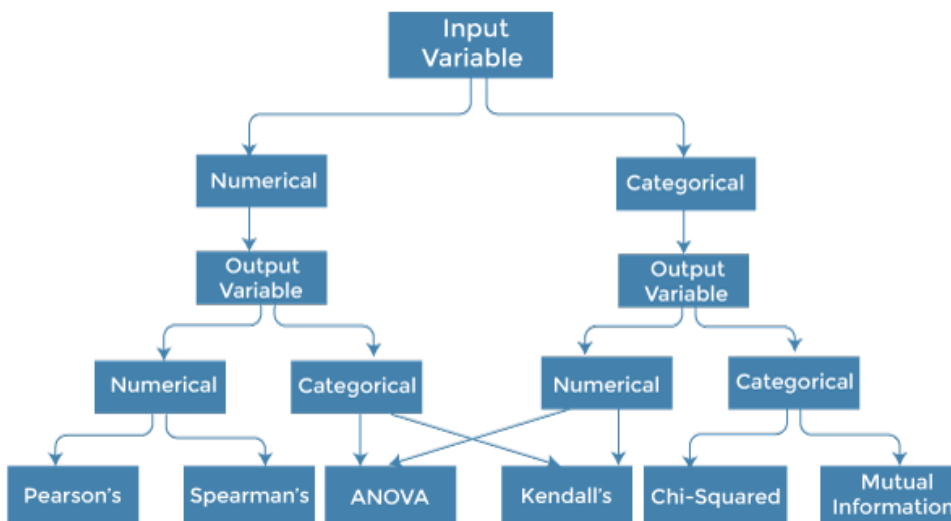 Input
Variable
Numerical
Categorical
Output
Variable
Output
Variable
Numerical
Categorical
Numerical
Categorical
Pearson's
Spearman's
ANOVA
Kendall's
Chi-Squared
Mutual
Information